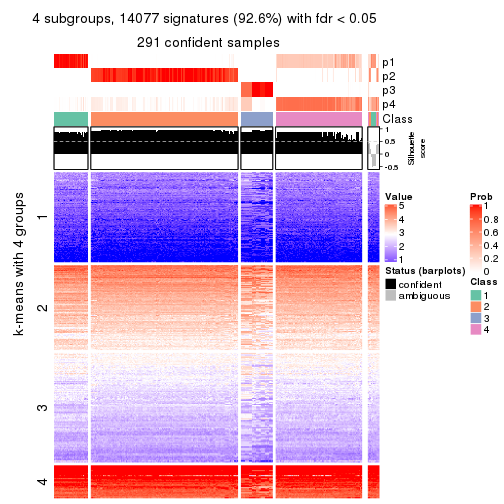 4 subgroups, 14077 signatures (92.6%) with fdr < 0.05
291 confident samples
p1
p2
p3
p4
Class
1
0.5
0
-0.5
Silhouette
score
k-means with 4 groups
1
2
3
4
Value
5
4
3
2
1
Status (barplots)
confident
ambiguous
Prob
1
0.8
0.6
0.4
0.2
0
Class
1
2
3
4